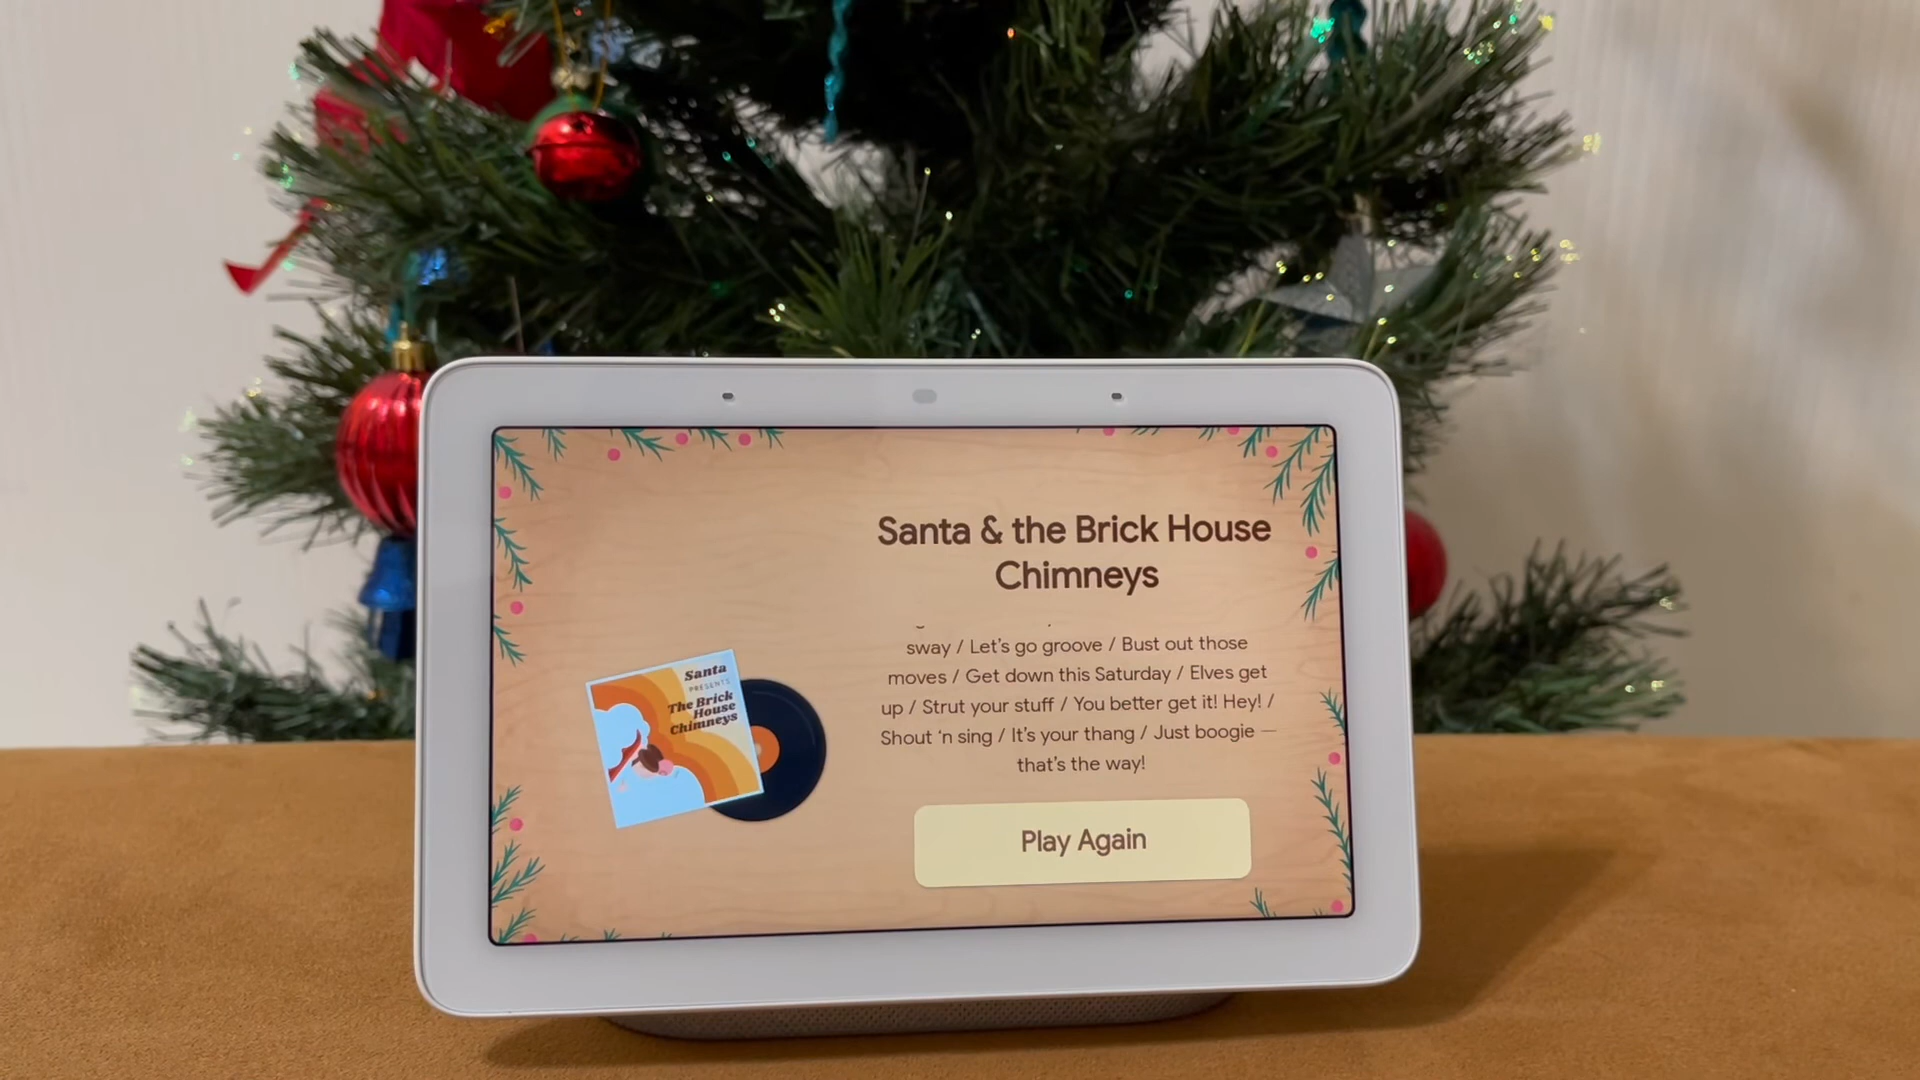 Santa & the Brick House
Chimneys
sway / Let's go groove / Bust out those
moves / Get down this Saturday / Elves get
up / Strut your stuff / You better get it! Hey! /
Shout 'n sing / It's your thang / Just boogie —
that's the way!
Play Again
Santa
PRESENTS
The Brick
House
Chimneys